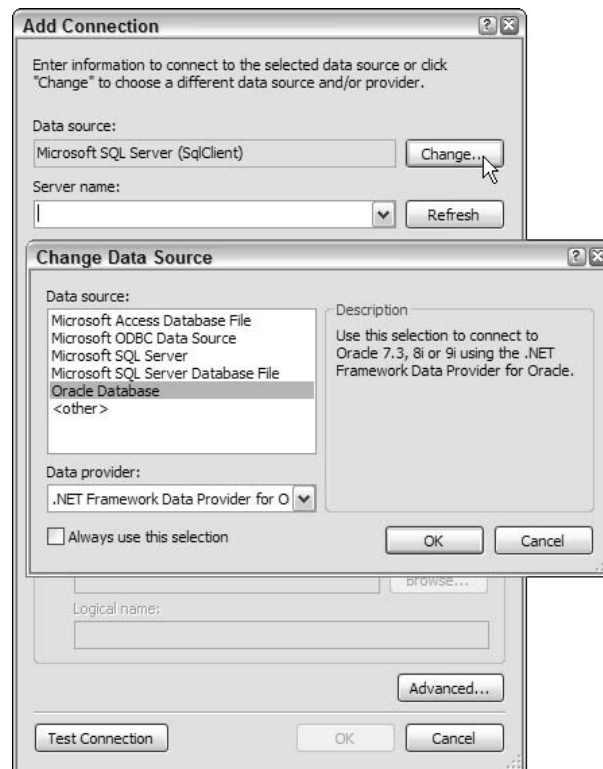 Add Connection
Enter information to connect to the selected data source or click
"Change" to choose a different data source and/or provider.
Data source:
Microsoft SQL Server (SqlClient)
Change...
Server name:
Refresh
Change Data Source
Data source:
Microsoft Access Database File
Microsoft ODBC Data Source
Microsoft SQL Server
Microsoft SQL Server Database File
Oracle Database
<other>
Description
Use this selection to connect to
Oracle 7.3, 8i or 9i using the .NET
Framework Data Provider for Oracle.
Data provider:
.NET Framework Data Provider for O
Always use this selection
OK
Cancel
Browse...
Logical name:
Advanced...
Test Connection
OK
Cancel